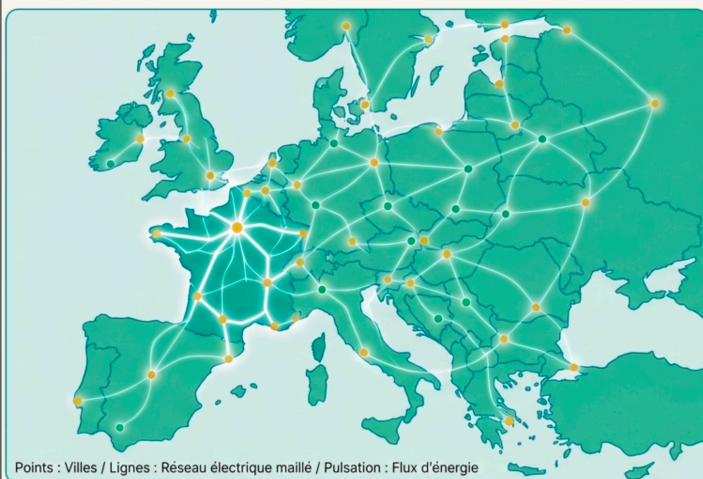 Points : Villes / Lignes : Réseau électrique maillé / Pulsation : Flux d'énergie